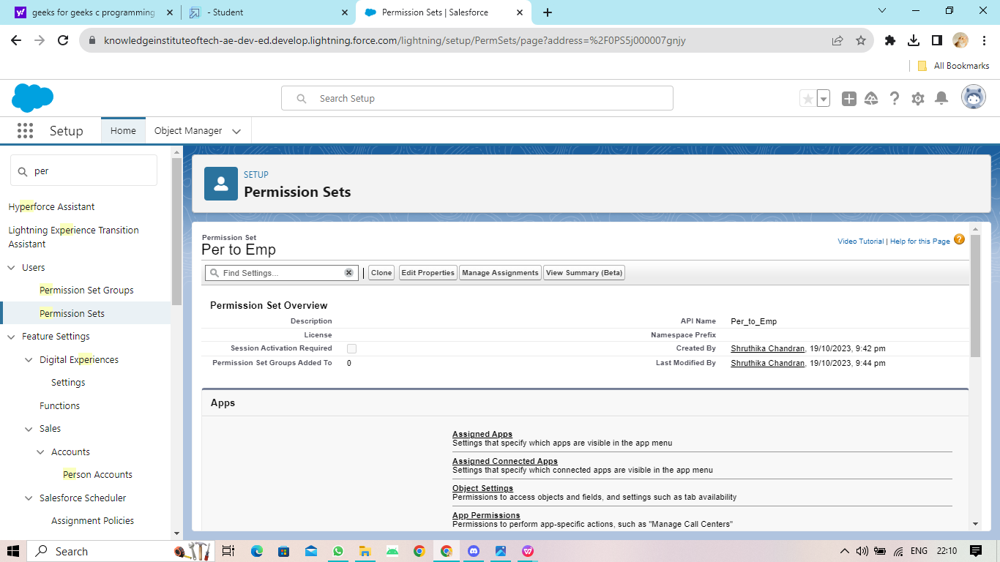 geeks for geeks c programming
- Student
Permission Sets | Salesforce
knowledgeinstituteoftech-ae-dev-ed.develop.lightning.force.com/lightning/setup/PermSets/page?address=%2F0PS5j000007gnjy
All Bookmarks
Search Setup
Setup
Home
Object Manager
per
Hyperforce Assistant
Lightning Experience Transition
Assistant
Users
Permission Set Groups
Permission Sets
Feature Settings
Digital Experiences
Settings
Functions
Sales
Accounts
Person Accounts
Salesforce Scheduler
Assignment Policies
SETUP
Permission Sets
Permission Set
Per to Emp
Video Tutorial | Help for this Page
Find Settings...
Clone
Edit Properties
Manage Assignments
View Summary (Beta)
Permission Set Overview
Description
API Name Per_to_Emp
License
Namespace Prefix
Session Activation Required
Created By Shruthika Chandran, 19/10/2023, 9:42 pm
Permission Set Groups Added To 0
Last Modified By Shruthika Chandran, 19/10/2023, 9:44 pm
Apps
Assigned Apps
Settings that specify which apps are visible in the app menu
Assigned Connected Apps
Settings that specify which connected apps are visible in the app menu
Object Settings
Permissions to access objects and fields, and settings such as tab availability
App Permissions
Permissions to perform app-specific actions, such as "Manage Call Centers"
Search
ENG
22:10